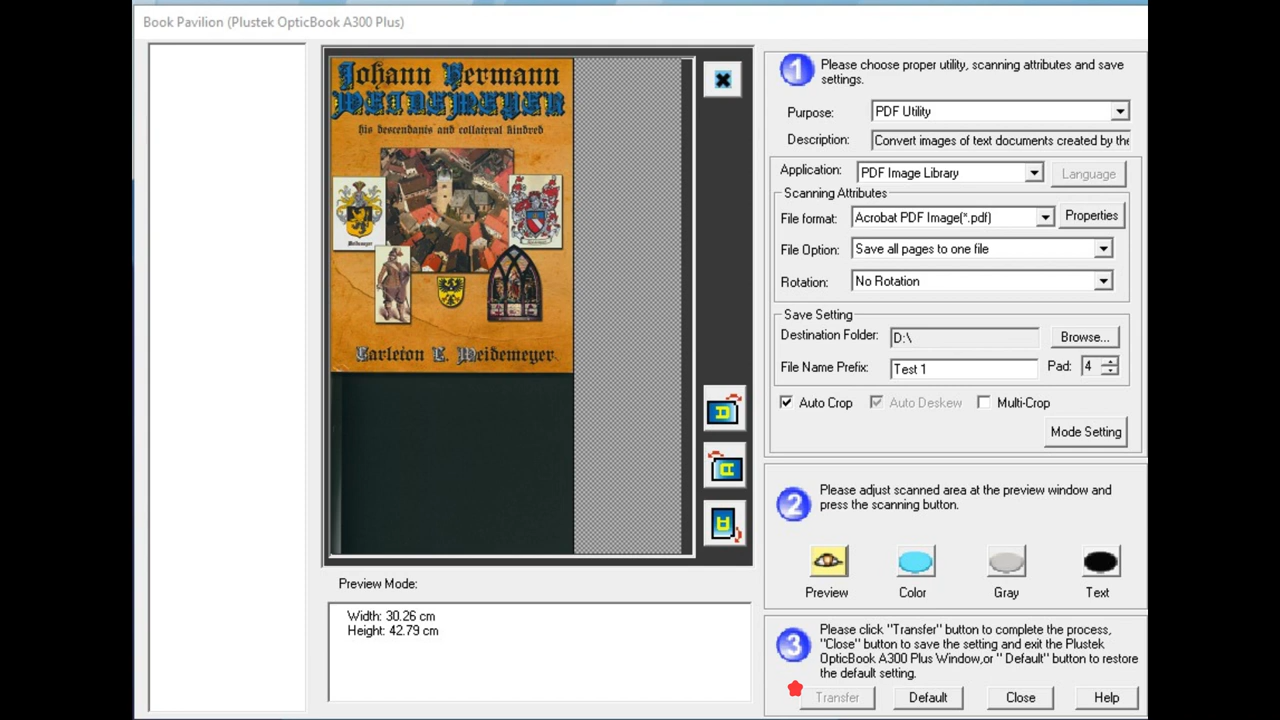 Book Pavilion (Plustek OpticBook A300 Plus)
Johann Hermann
WEIDEMEYER
his descendants and collateral kindred
Weidemeyer
Carleton L. Weidemeyer
Preview Mode:
Width: 30.26 cm
Height: 42.79 cm
1 Please choose proper utility, scanning attributes and save
settings.
Purpose: PDF Utility
Description: Convert images of text documents created by the
Application: PDF Image Library Language
Scanning Attributes
File format: Acrobat PDF Image(*.pdf) Properties
File Option: Save all pages to one file
Rotation: No Rotation
Save Setting
Destination Folder: D:\ Browse...
File Name Prefix: Test 1 Pad: 4
Auto Crop Auto Deskew Multi-Crop
Mode Setting
2 Please adjust scanned area at the preview window and
press the scanning button.
Preview Color Gray Text
3 Please click "Transfer" button to complete the process,
"Close" button to save the setting and exit the Plustek
OpticBook A300 Plus Window,or " Default" button to restore
the default setting.
Transfer Default Close Help